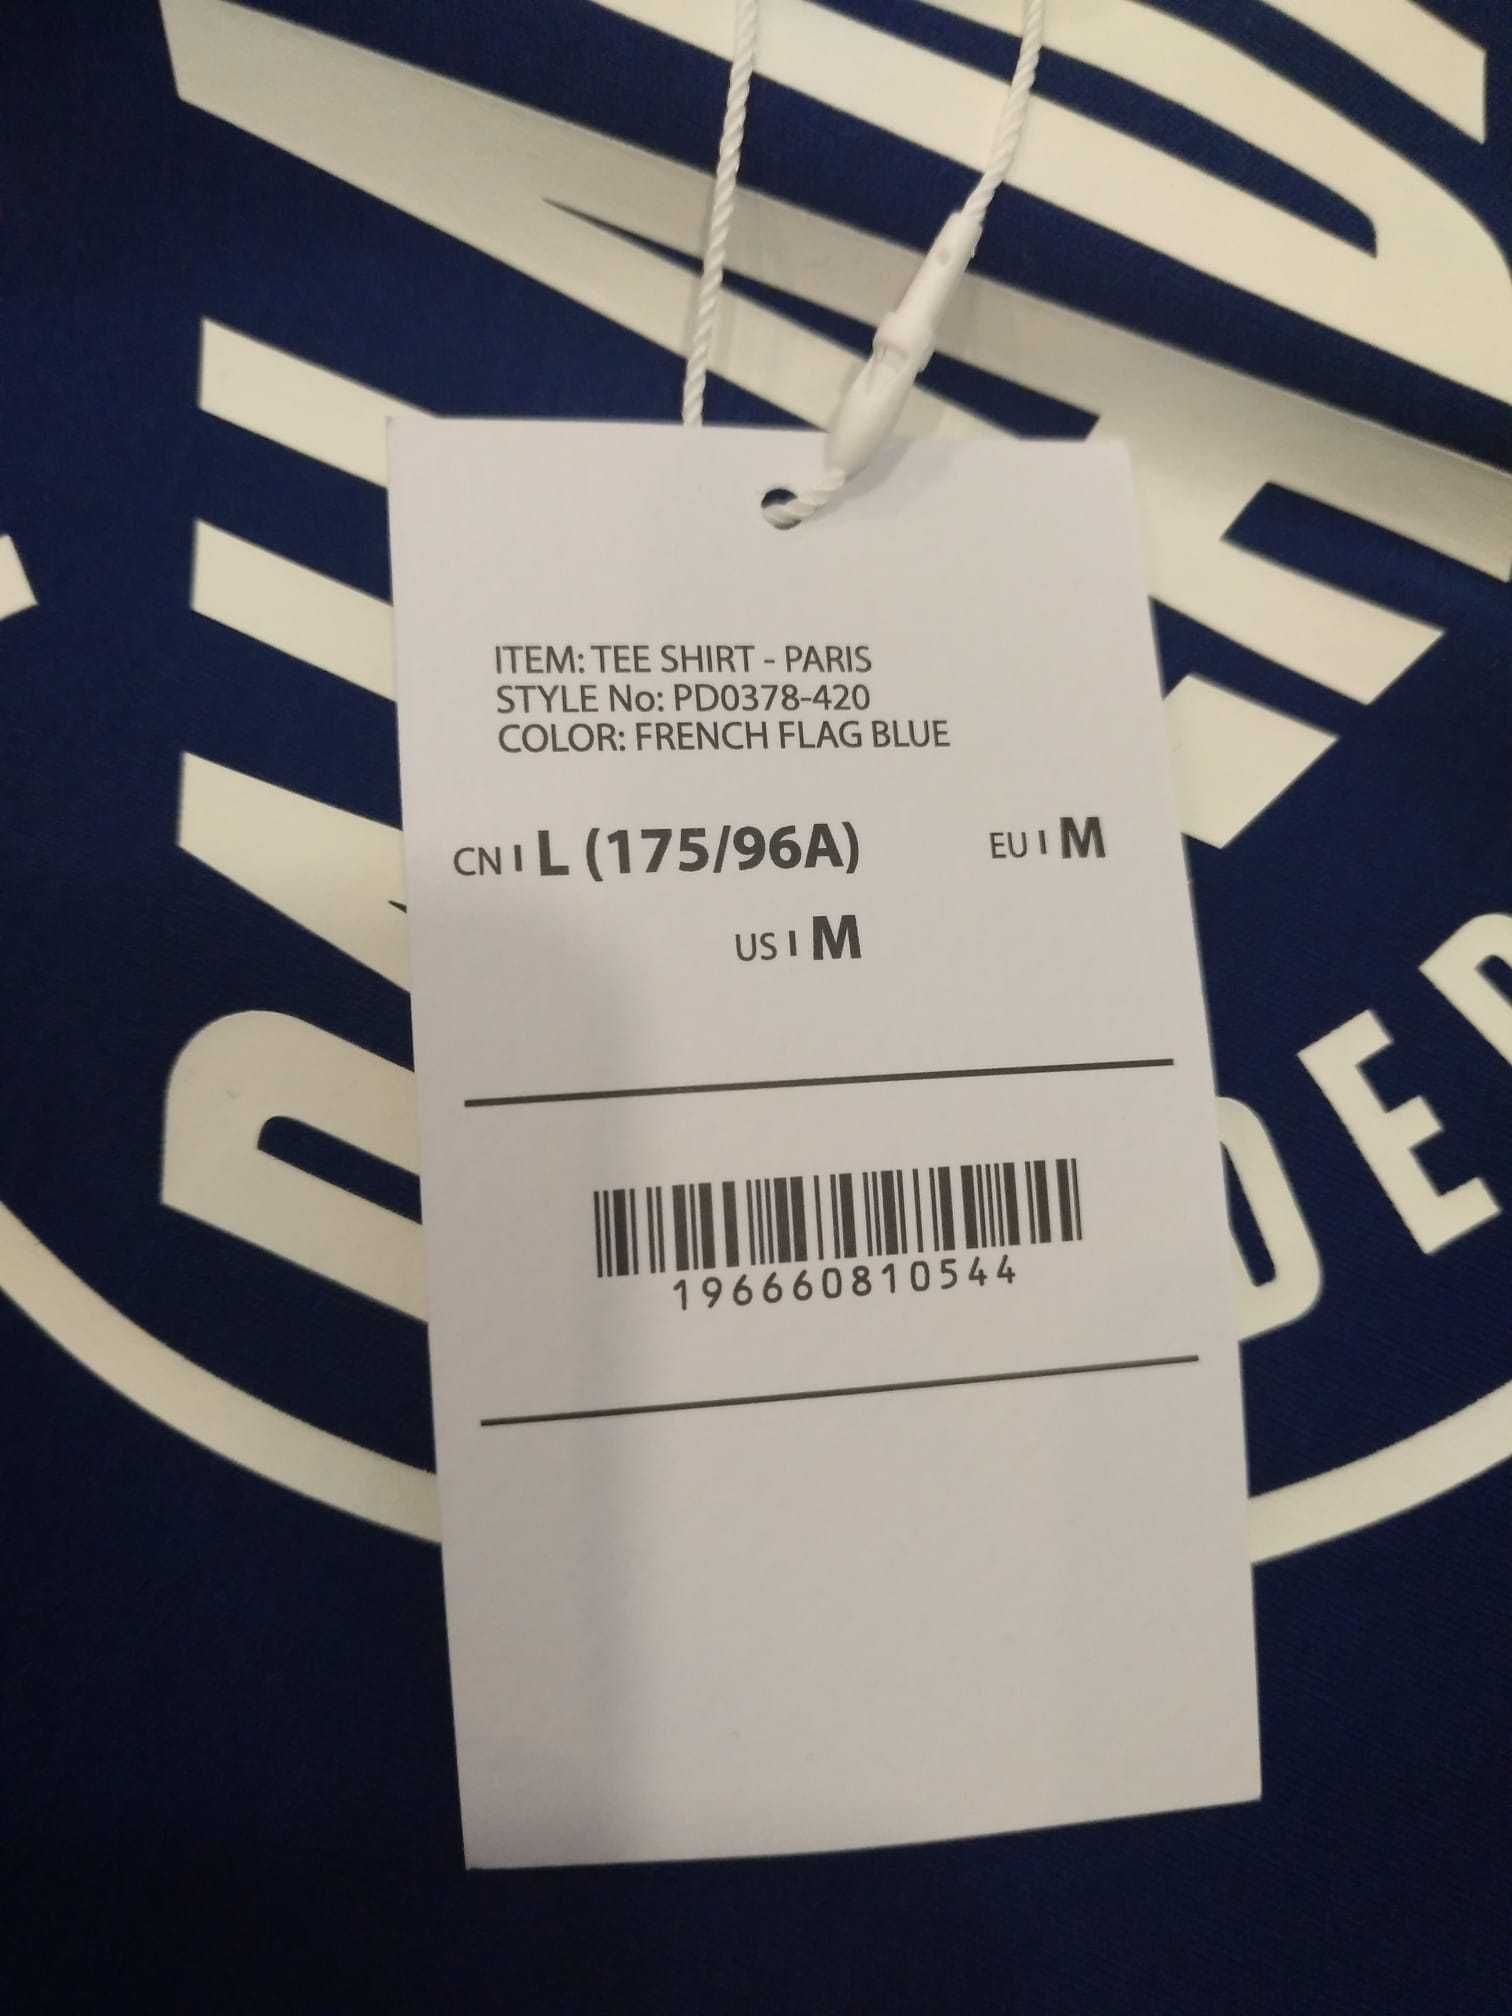 ITEM: TEE SHIRT - PARIS
STYLE No: PD0378-420
COLOR: FRENCH FLAG BLUE
CN I L (175/96A) EU I M
US I M
196660810544